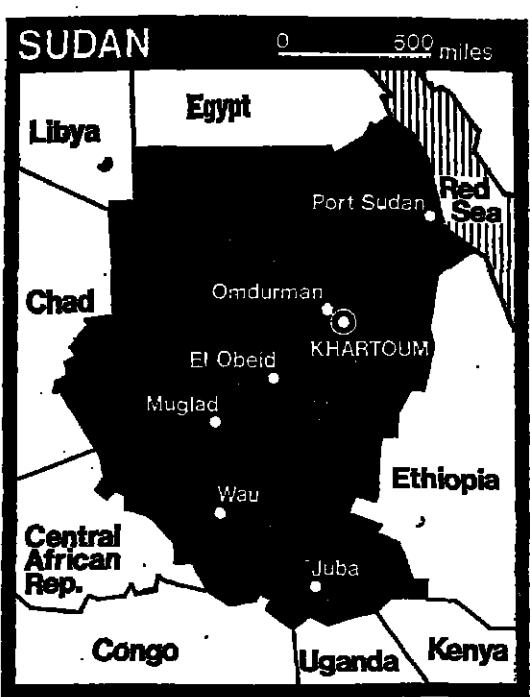 SUDAN
0 500 miles
Egypt
Libya
Red
Sea
Port Sudan
Omdurman
Chad
KHARTOUM
El Obeid
Muglad
Ethiopia
Wau
Central
African
Rep.
Juba
Congo
Uganda
Kenya